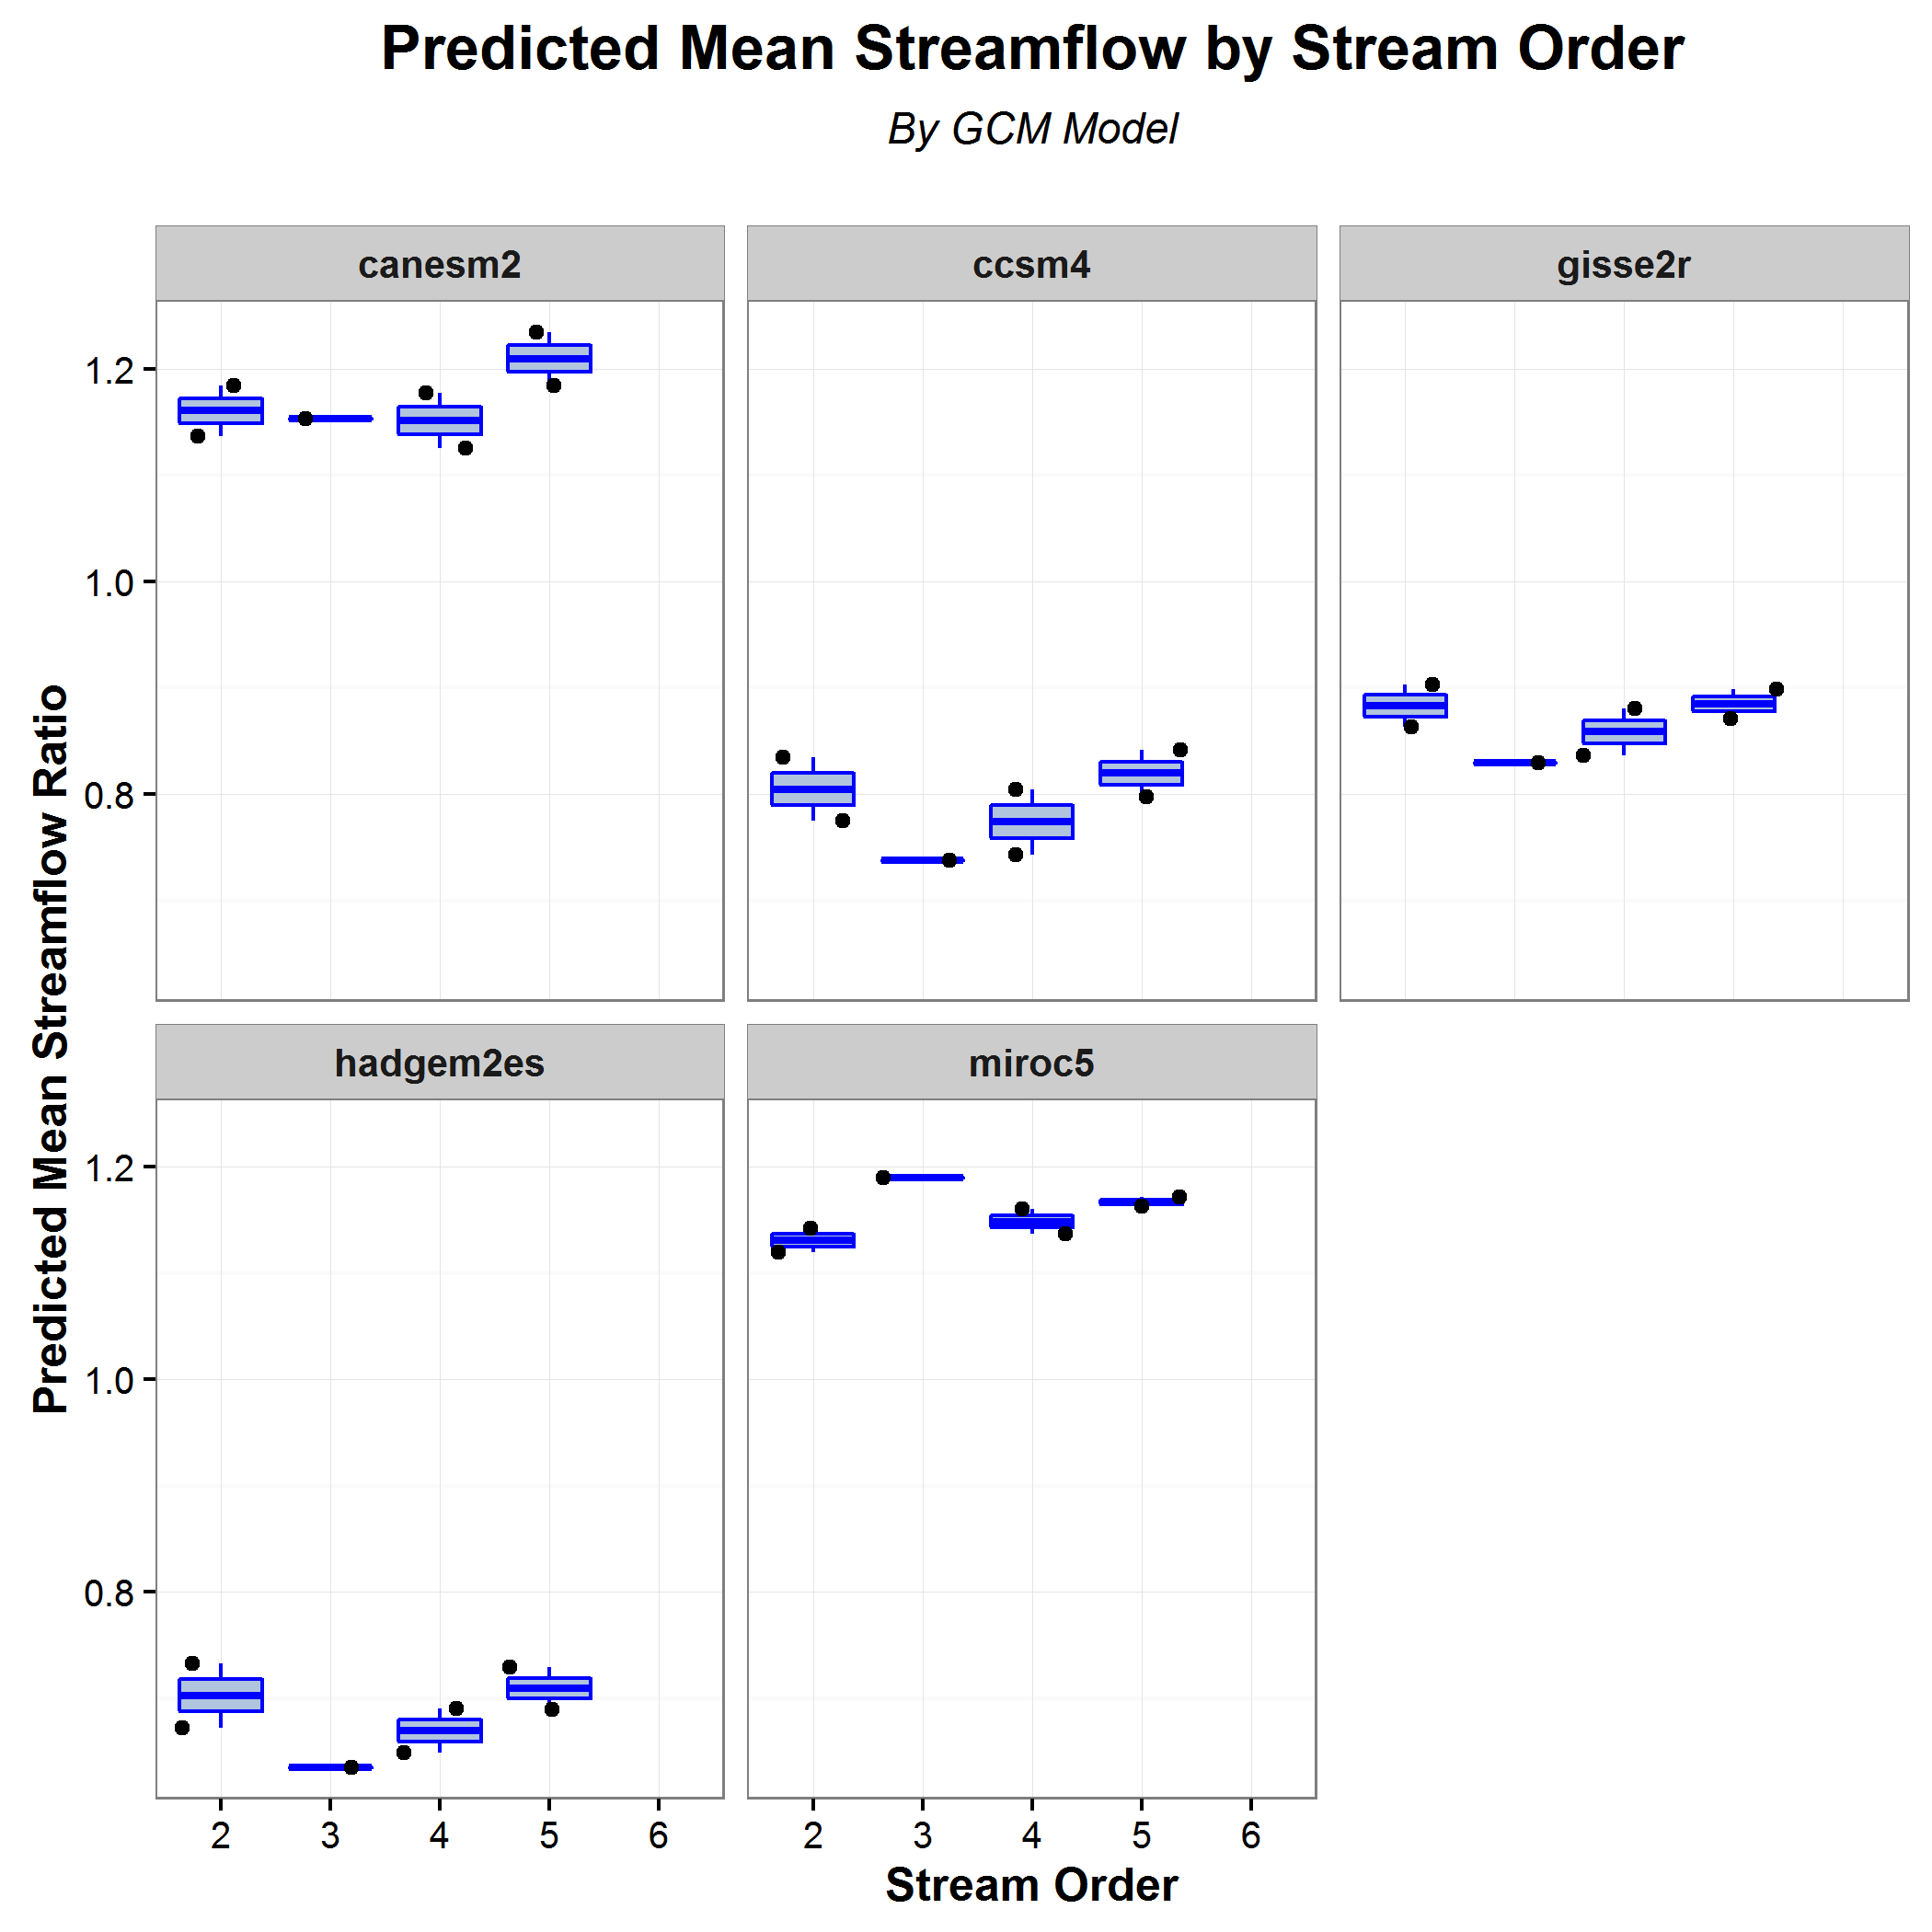 Predicted Mean Streamflow by Stream Order
By GCM Model
canesm2
ccsm4
gisse2r
1.2
1.0
0.8
Predicted Mean Streamflow Ratio
hadgem2es
miroc5
1.2
1.0
0.8
2 3 4 5 6
2 3 4 5 6
Stream Order